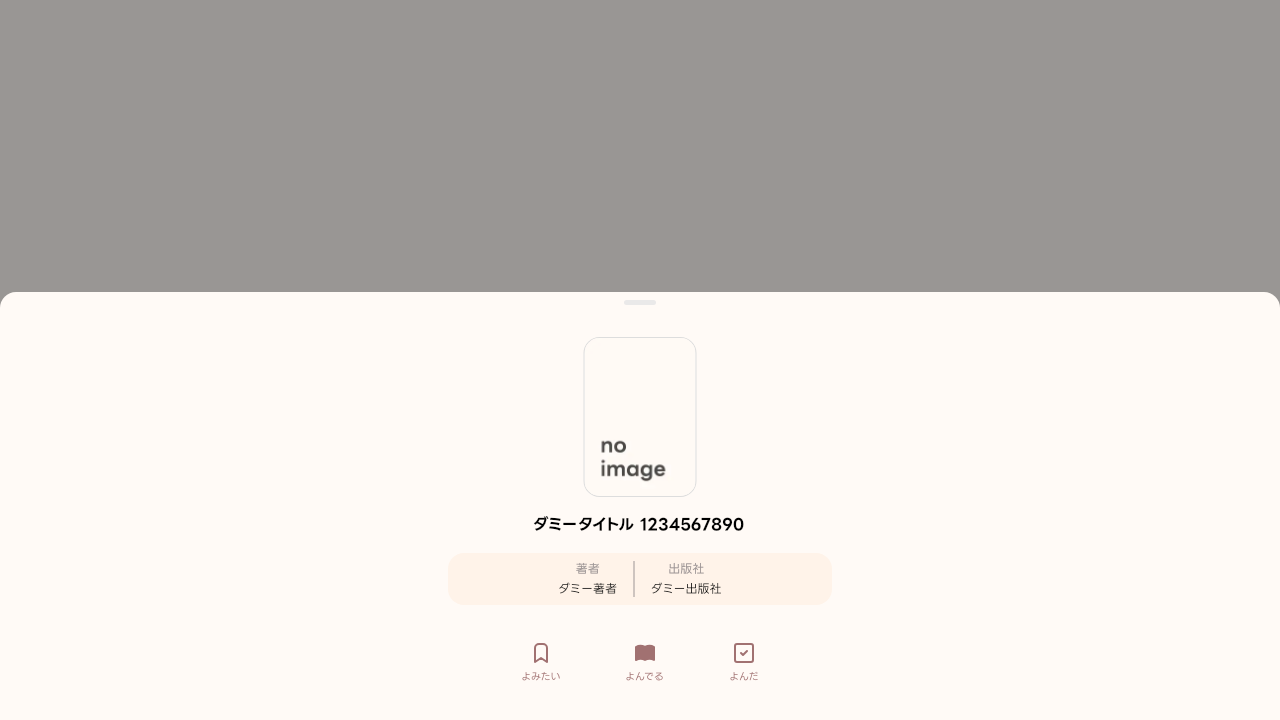 no
image
ダミータイトル 1234567890
著者
ダミー著者
出版社
ダミー出版社
よみたい
よんでる
よんだ